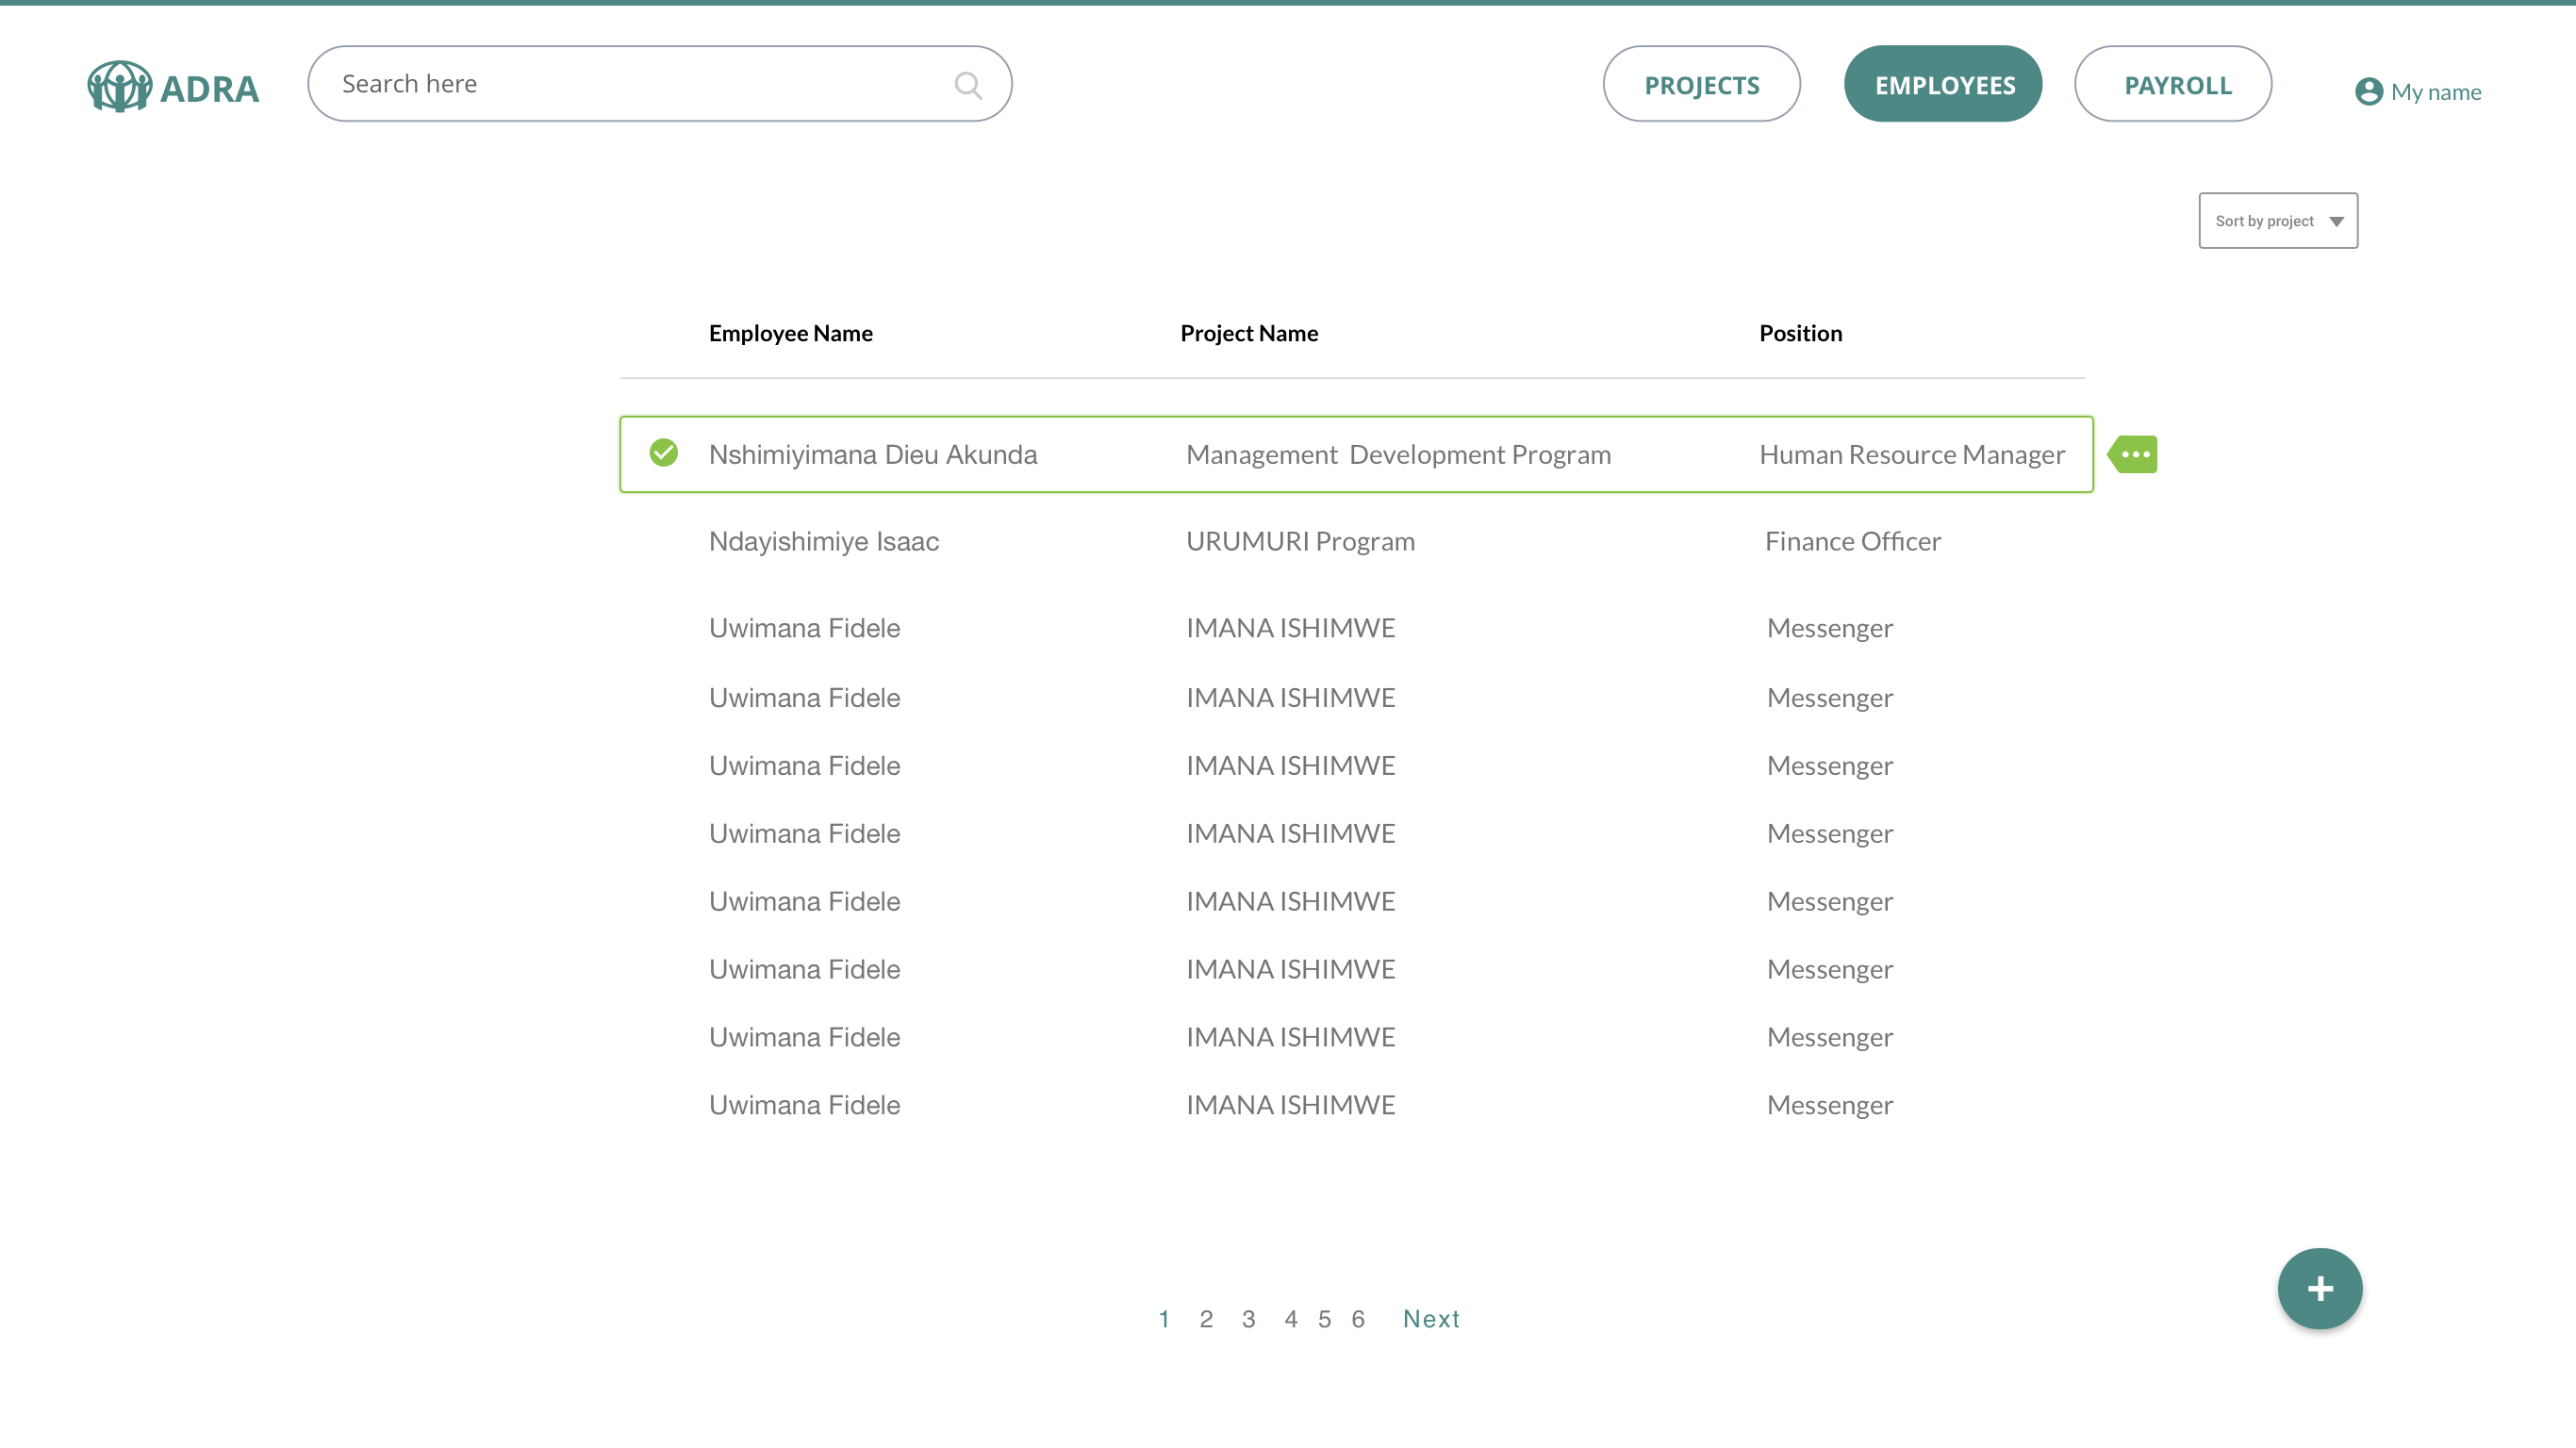 ADRA
Search here
PROJECTS
EMPLOYEES
PAYROLL
My name
Sort by project
Employee Name Project Name Position
Nshimiyimana Dieu Akunda Management Development Program Human Resource Manager
Ndayishimiye Isaac URUMURI Program Finance Officer
Uwimana Fidele IMANA ISHIMWE Messenger
Uwimana Fidele IMANA ISHIMWE Messenger
Uwimana Fidele IMANA ISHIMWE Messenger
Uwimana Fidele IMANA ISHIMWE Messenger
Uwimana Fidele IMANA ISHIMWE Messenger
Uwimana Fidele IMANA ISHIMWE Messenger
Uwimana Fidele IMANA ISHIMWE Messenger
Uwimana Fidele IMANA ISHIMWE Messenger
1 2 3 4 5 6 Next